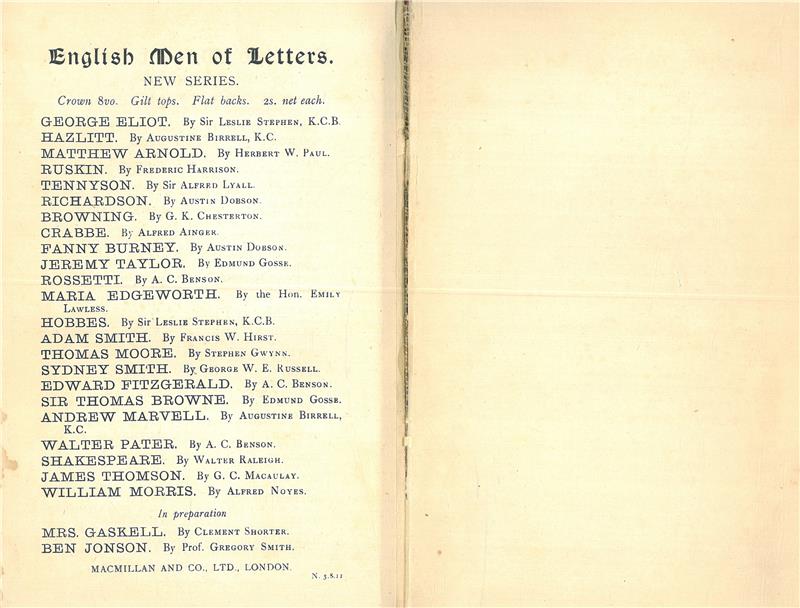 English Men of Letters.
NEW SERIES.
Crown 8vo. Gilt tops. Flat backs. 2s. net each.
GEORGE ELIOT. By Sir LESLIE STEPHEN, K.C.B.
HAZLITT. By AUGUSTINE BIRRELL, K.C.
MATTHEW ARNOLD. By HERBERT W. PAUL.
RUSKIN. By FREDERIC HARRISON.
TENNYSON. By Sir ALFRED LYALL.
RICHARDSON. By AUSTIN DOBSON.
BROWNING. By G. K. CHESTERTON.
CRABBE. By ALFRED AINGER.
FANNY BURNEY. By AUSTIN DOBSON.
JEREMY TAYLOR. By EDMUND GOSSE.
ROSSETTI. By A. C. BENSON.
MARIA EDGEWORTH. By the Hon. EMILY
LAWLESS.
HOBBES. By Sir LESLIE STEPHEN, K.C.B.
ADAM SMITH. By FRANCIS W. HIRST.
THOMAS MOORE. By STEPHEN GWYNN.
SYDNEY SMITH. By GEORGE W. E. RUSSELL.
EDWARD FITZGERALD. By A. C. BENSON.
SIR THOMAS BROWNE. By EDMUND GOSSE.
ANDREW MARVELL. By AUGUSTINE BIRRELL,
K.C.
WALTER PATER. By A. C. BENSON.
SHAKESPEARE. By WALTER RALEIGH.
JAMES THOMSON. By G. C. MACAULAY.
WILLIAM MORRIS. By ALFRED NOYES.
In preparation
MRS. GASKELL. By CLEMENT SHORTER.
BEN JONSON. By Prof. GREGORY SMITH.
MACMILLAN AND CO., LTD., LONDON.
N. 3.8.11